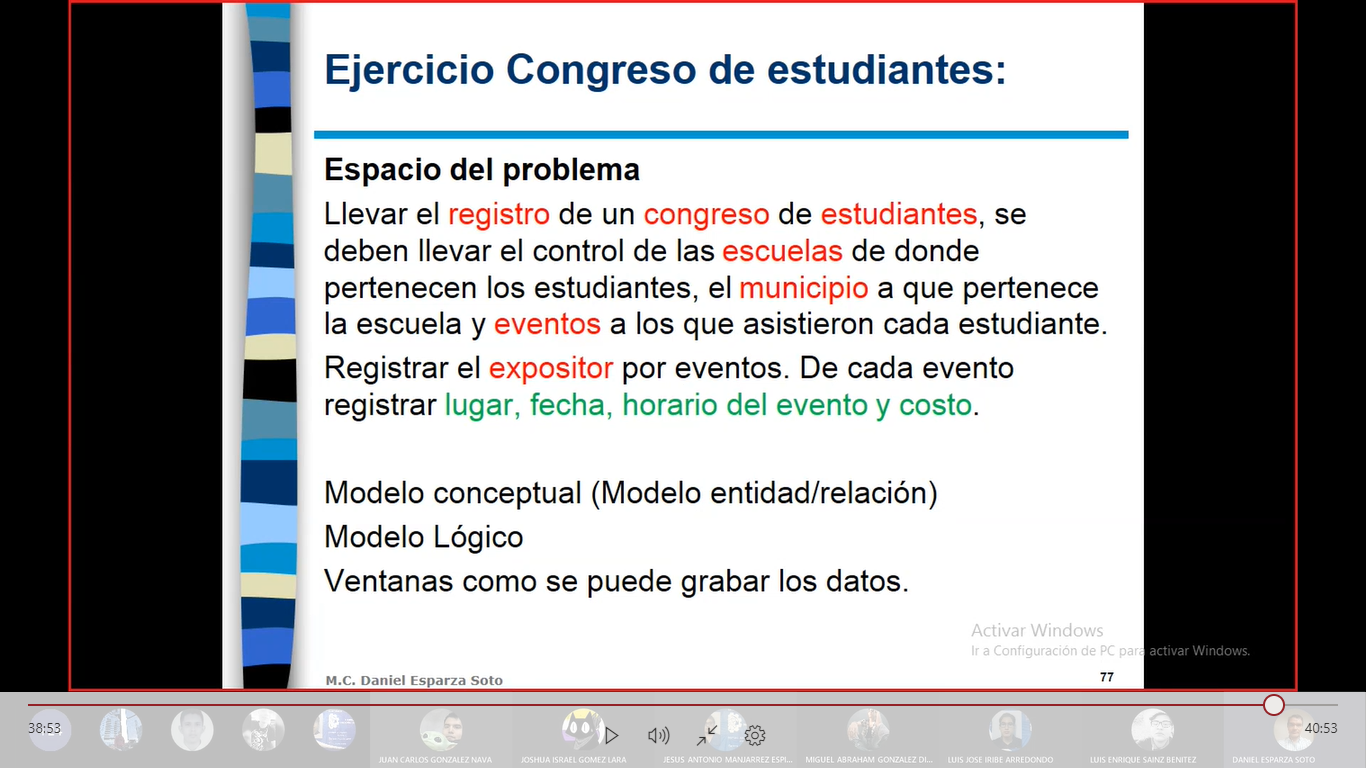 Ejercicio Congreso de estudiantes:
Espacio del problema
Llevar el registro de un congreso de estudiantes, se
deben llevar el control de las escuelas de donde
pertenecen los estudiantes, el municipio a que pertenece
la escuela y eventos a los que asistieron cada estudiante.
Registrar el expositor por eventos. De cada evento
registrar lugar, fecha, horario del evento y costo.
Modelo conceptual (Modelo entidad/relación)
Modelo Lógico
Ventanas como se puede grabar los datos.
Activar Windows
Ir a Configuración de PC para activar Windows.
M.C. Daniel Esparza Soto
77
38:53
40:53
JUAN CARLOS GONZALEZ NAVA
JOSHUA ISRAEL GOMEZ LARA
JESUS ANTONIO MANJARREZ ESPI...
MIGUEL ABRAHAM GONZALEZ DI...
LUIS JOSE IRIBE ARREDONDO
LUIS ENRIQUE SAINZ BENITEZ
DANIEL ESPARZA SOTO